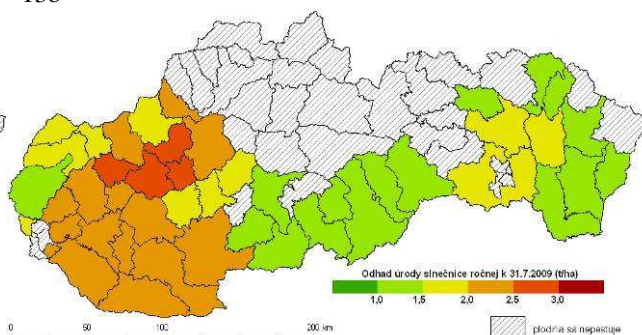 138
Odhad úrody slnečnice ročnej k 31.7.2009 (t/ha)
1,0 1,5 2,0 2,5 3,0
0 50 100 200 km
plodina sa nepestuje